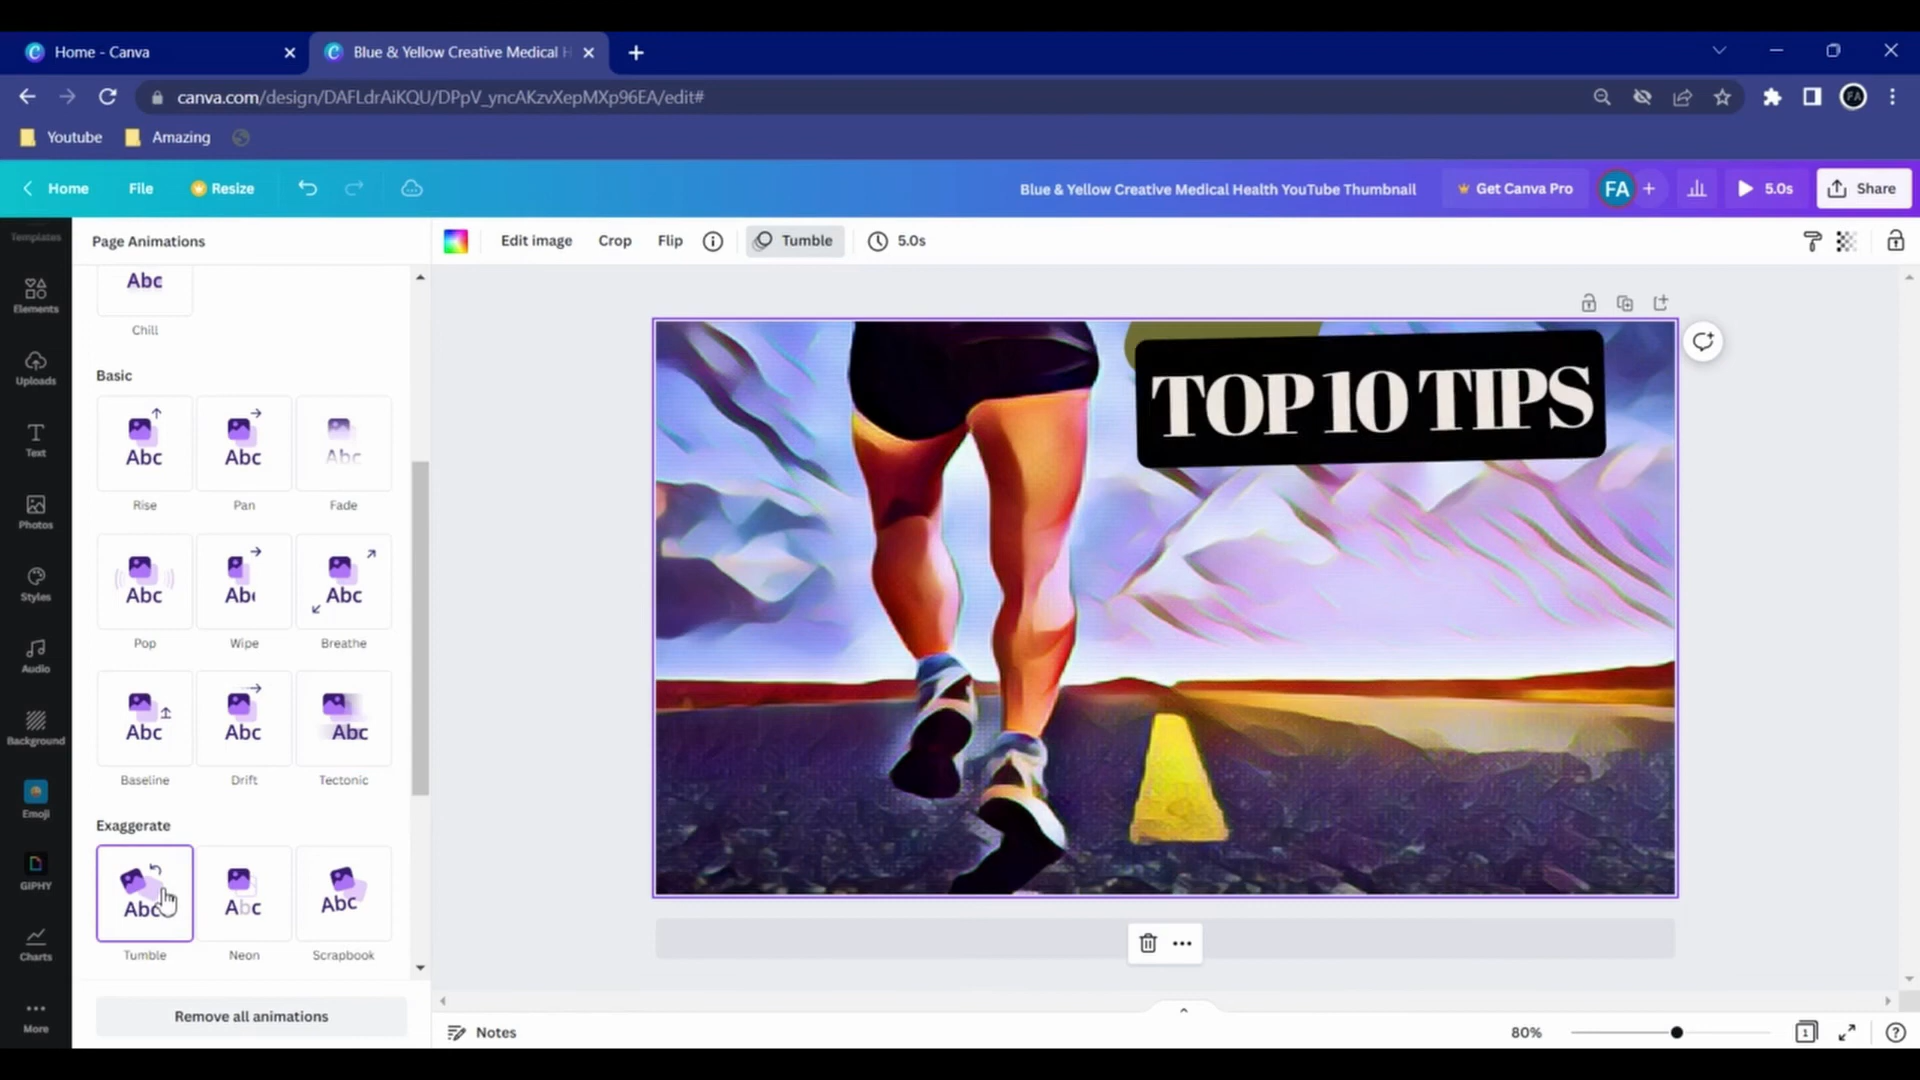 Home - Canva
Blue & Yellow Creative Medical H
canva.com/design/DAFLdrAiKQU/DPpV_yncAKzvXepMXp96EA/edit#
FA
Youtube
Amazing
Home
File
Resize
Blue & Yellow Creative Medical Health YouTube Thumbnail
Get Canva Pro
FA
5.0s
Share
Templates
Elements
Uploads
Text
Photos
Styles
Audio
Background
Emoji
GIPHY
Charts
More
Page Animations
Abc
Chill
Basic
Abc
Abc
Abc
Rise
Pan
Fade
Abc
Abc
Abc
Pop
Wipe
Breathe
Abc
Abc
Abc
Baseline
Drift
Tectonic
Exaggerate
Abc
Abc
Abc
Tumble
Neon
Scrapbook
Remove all animations
Edit image
Crop
Flip
Tumble
5.0s
TOP 10 TIPS
Notes
80%
1